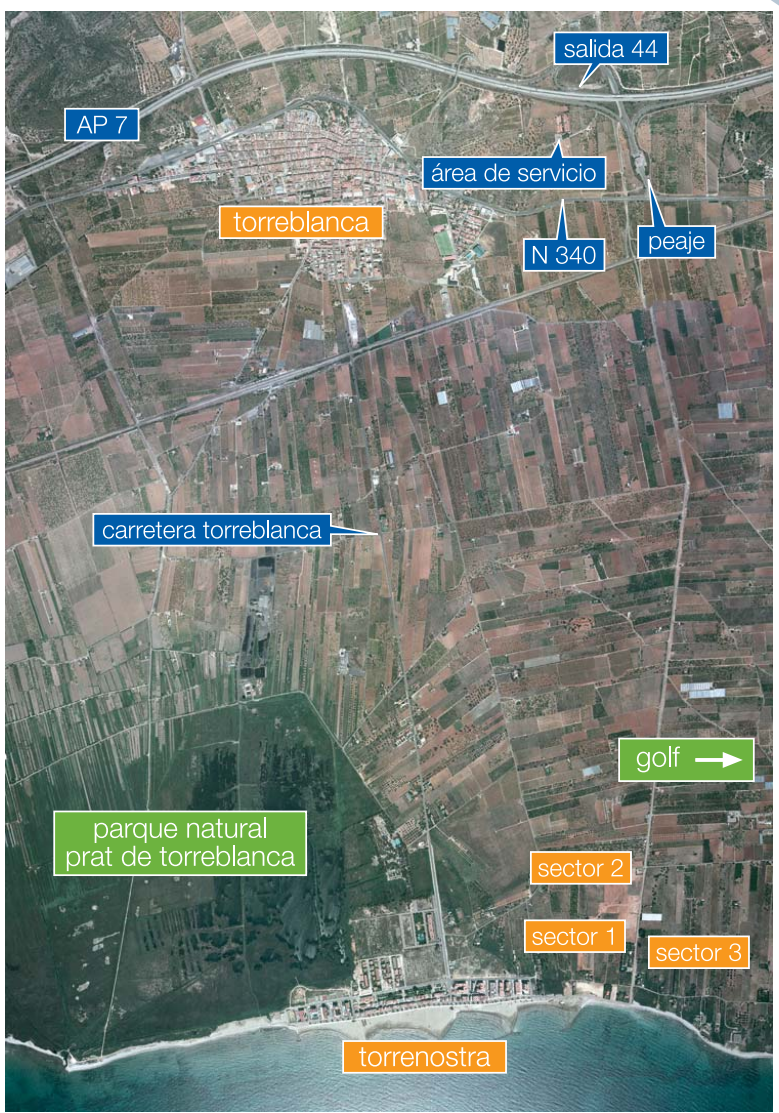 salida 44
AP 7
área de servicio
torreblanca
N 340
peaje
carretera torreblanca
golf →
parque natural
prat de torreblanca
sector 2
sector 1
sector 3
torrenostra